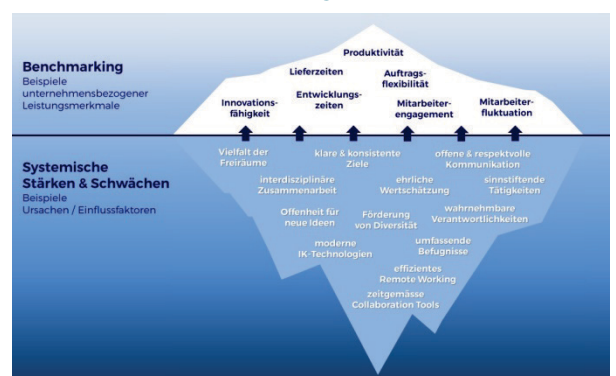 Benchmarking
Beispiele
unternehmensbezogener
Leistungsmerkmale
Produktivität
Lieferzeiten
Auftrags-
flexibilität
Innovations-
fähigkeit
Entwicklungs-
zeiten
Mitarbeiter-
engagement
Mitarbeiter-
fluktuation
Systemische
Stärken & Schwächen
Beispiele
Ursachen / Einflussfaktoren
Vielfalt der
Freiräume
klare & konsistente
Ziele
offene & respektvolle
Kommunikation
interdisziplinäre
Zusammenarbeit
ehrliche
Wertschätzung
sinnstiftende
Tätigkeiten
Offenheit für
neue Ideen
Förderung
von Diversität
wahrnehmbare
Verantwortlichkeiten
moderne
IK-Technologien
umfassende
Befugnisse
effizientes
Remote Working
zeitgemässe
Collaboration Tools